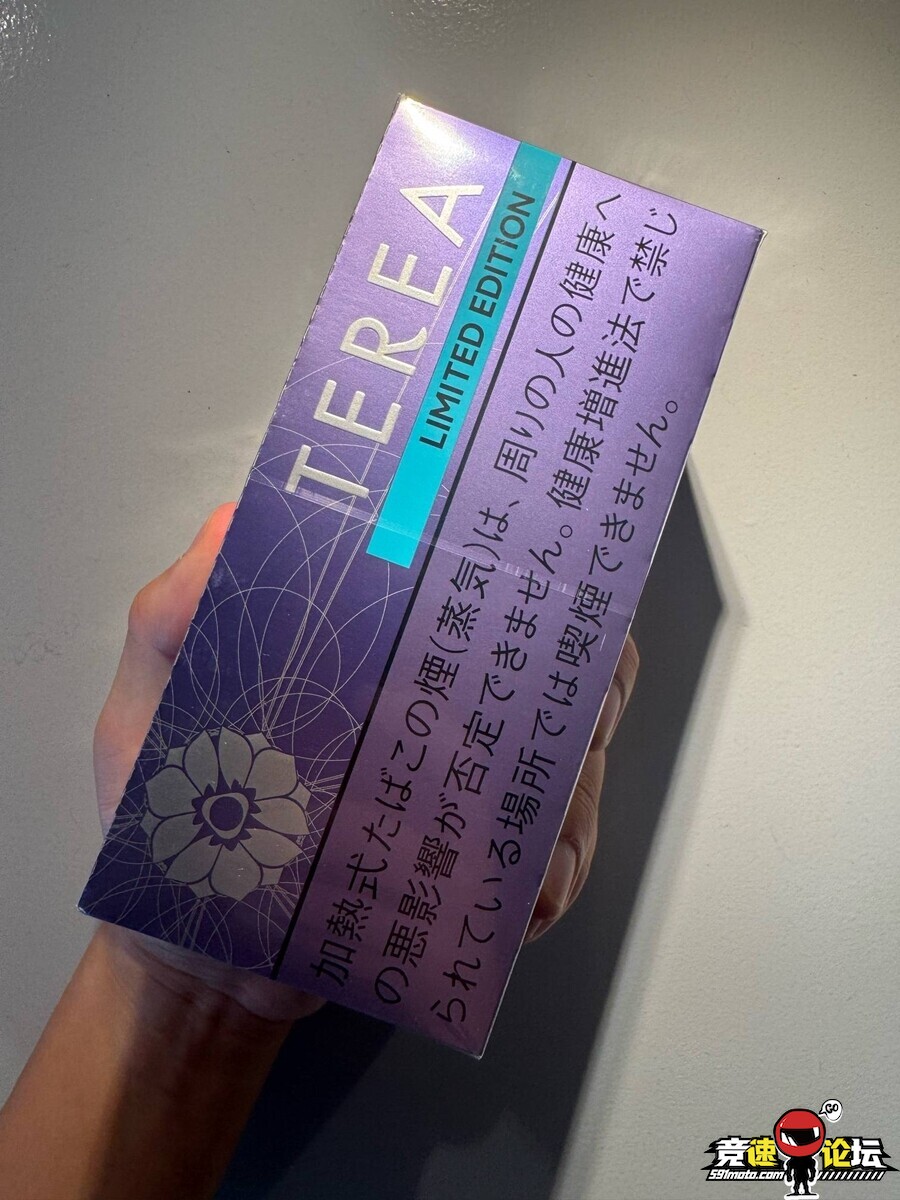 TEREA
LIMITED EDITION
加熱式たばこの煙(蒸気)は、周りの人の健康へ
の悪影響が否定できません。健康増進法で禁じ
られている場所では喫煙できません。
GO
竞速论坛
591moto.com